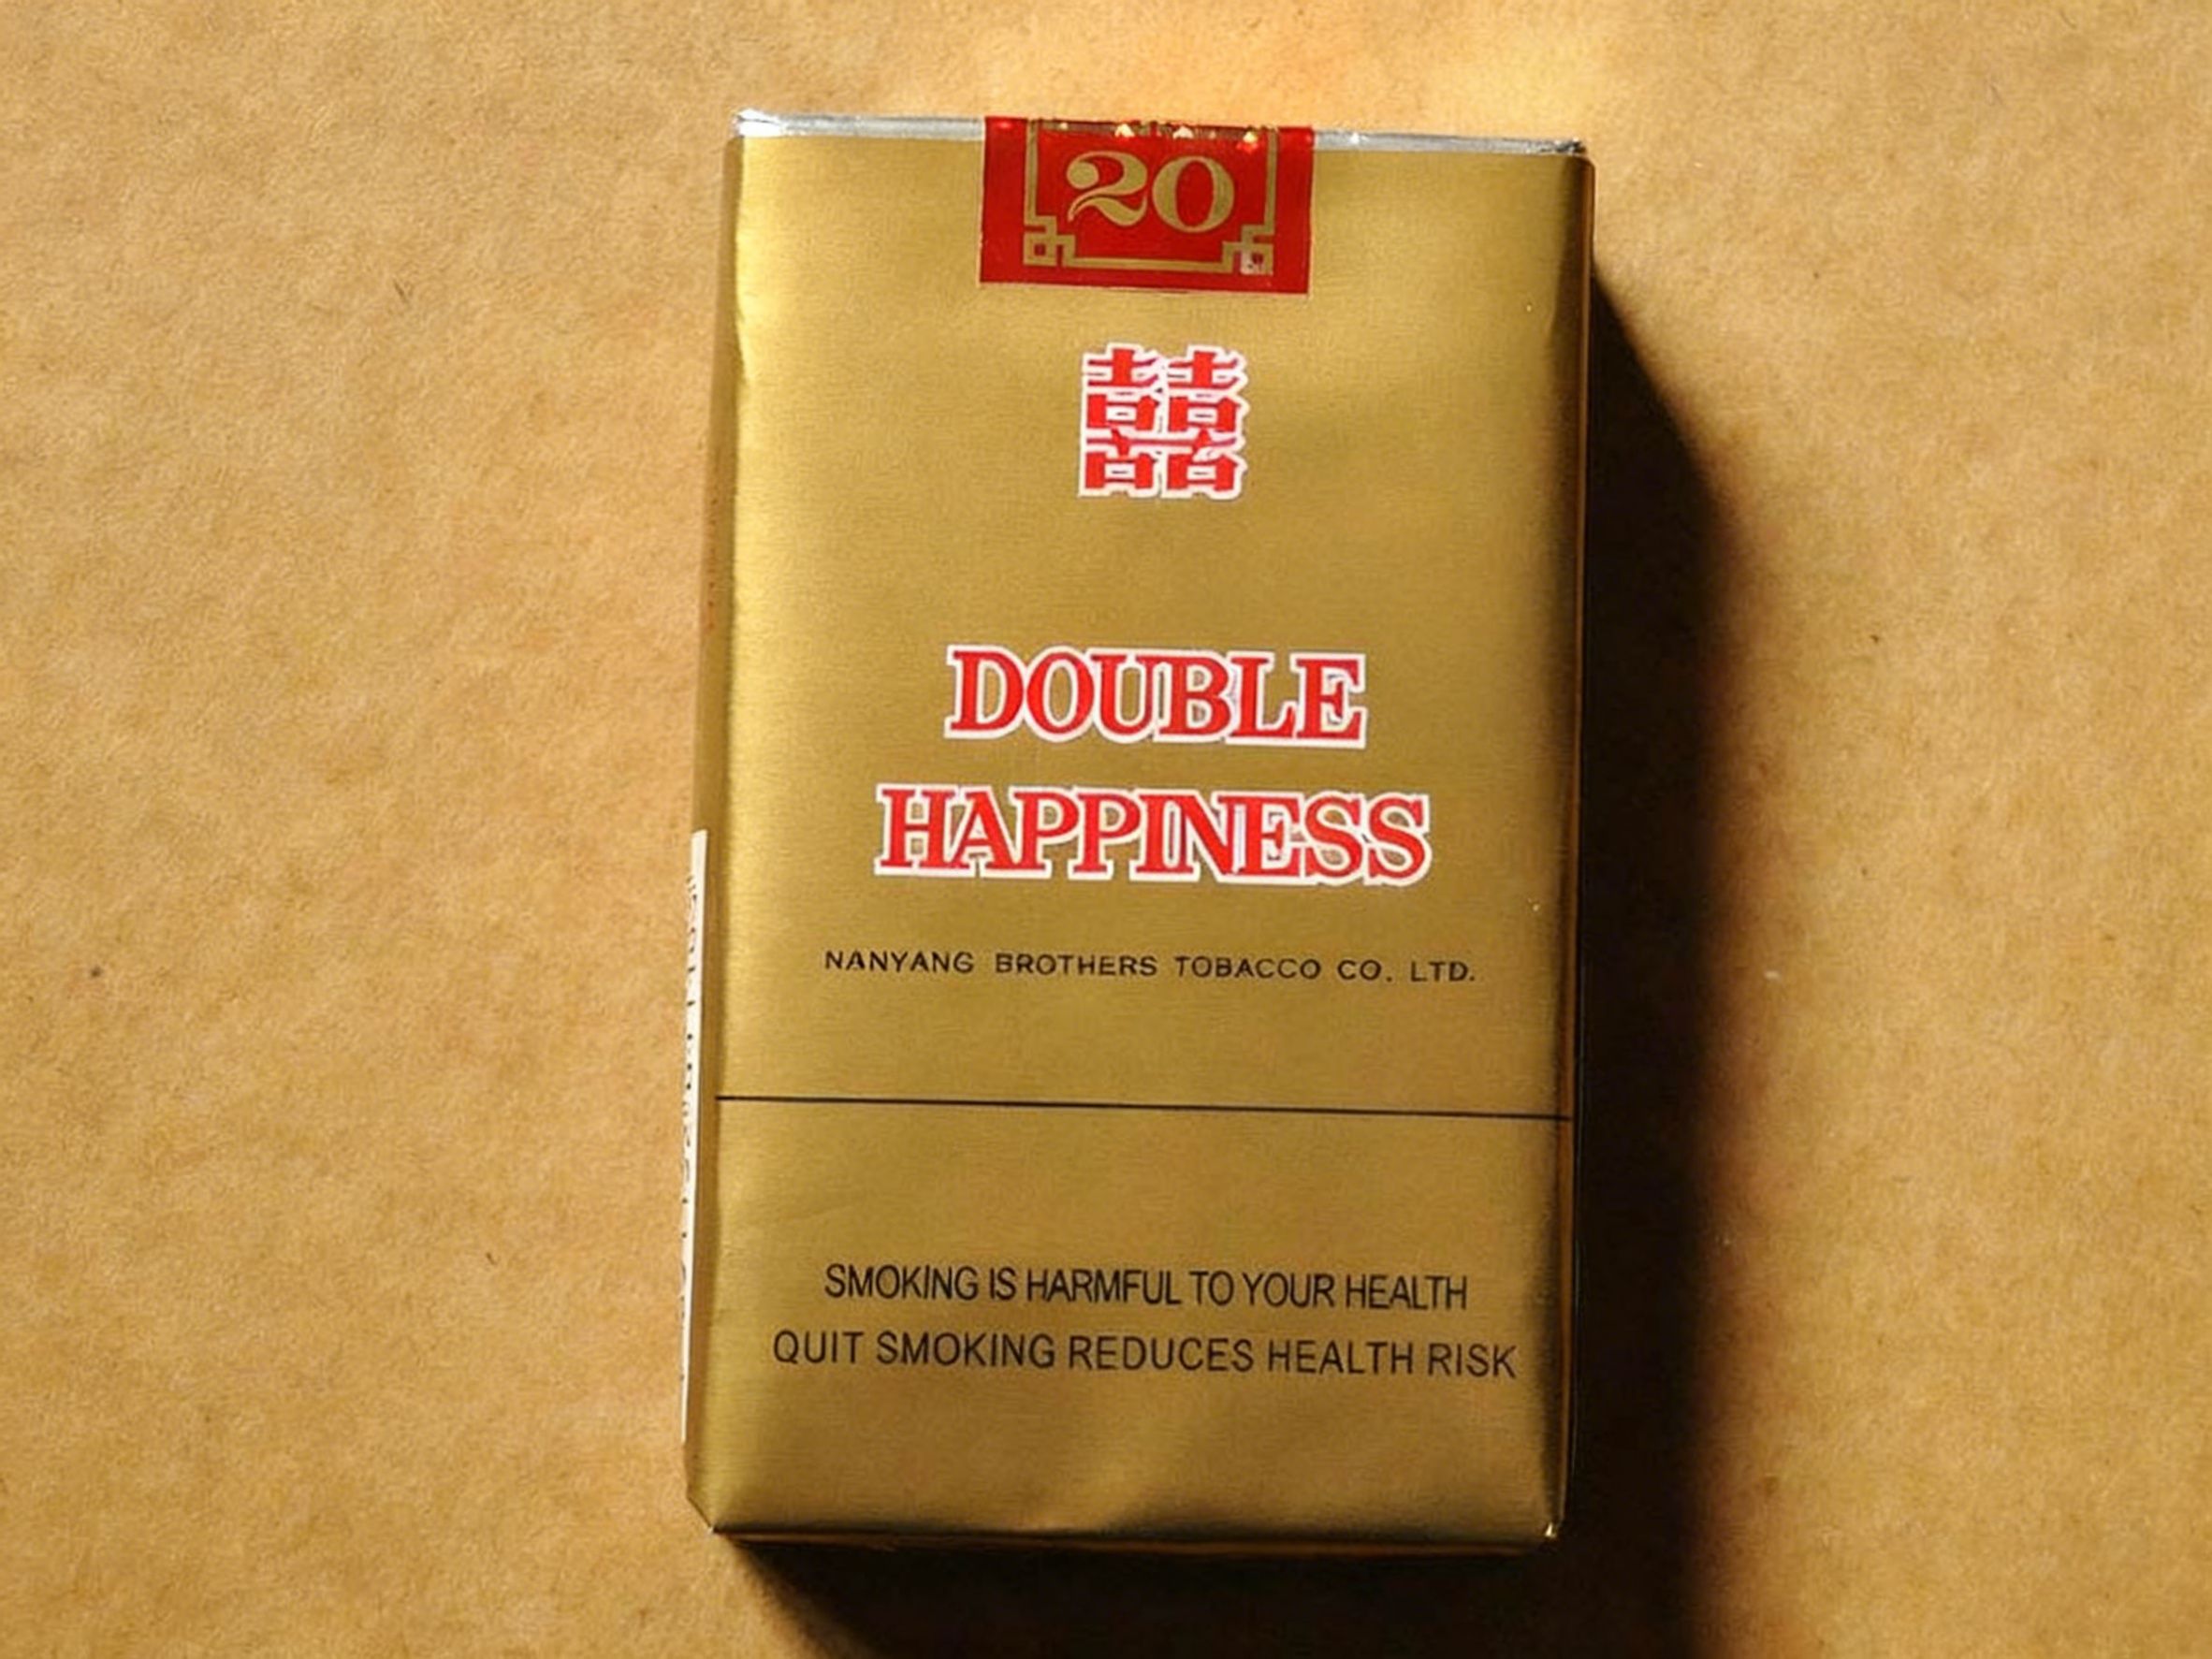 20
囍
DOUBLE
HAPPINESS
NANYANG BROTHERS TOBACCO CO. LTD.
SMOKING IS HARMFUL TO YOUR HEALTH
QUIT SMOKING REDUCES HEALTH RISK